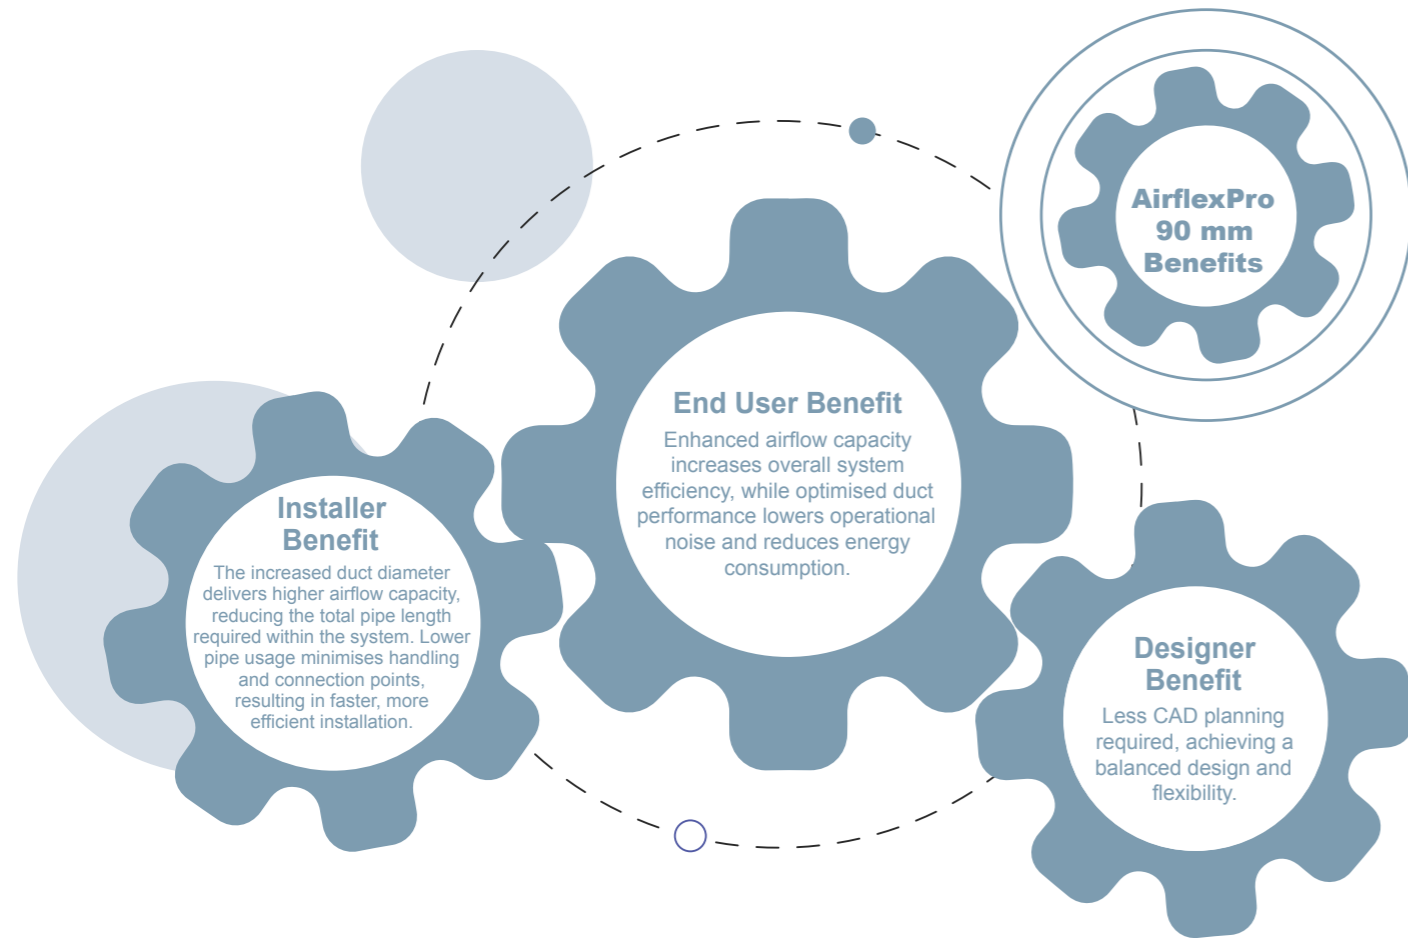 AirflexPro
90 mm
Benefits
End User Benefit
Enhanced airflow capacity
increases overall system
efficiency, while optimised duct
performance lowers operational
noise and reduces energy
consumption.
Installer
Benefit
The increased duct diameter
delivers higher airflow capacity,
reducing the total pipe length
required within the system. Lower
pipe usage minimises handling
and connection points,
resulting in faster, more
efficient installation.
Designer
Benefit
Less CAD planning
required, achieving a
balanced design and
flexibility.